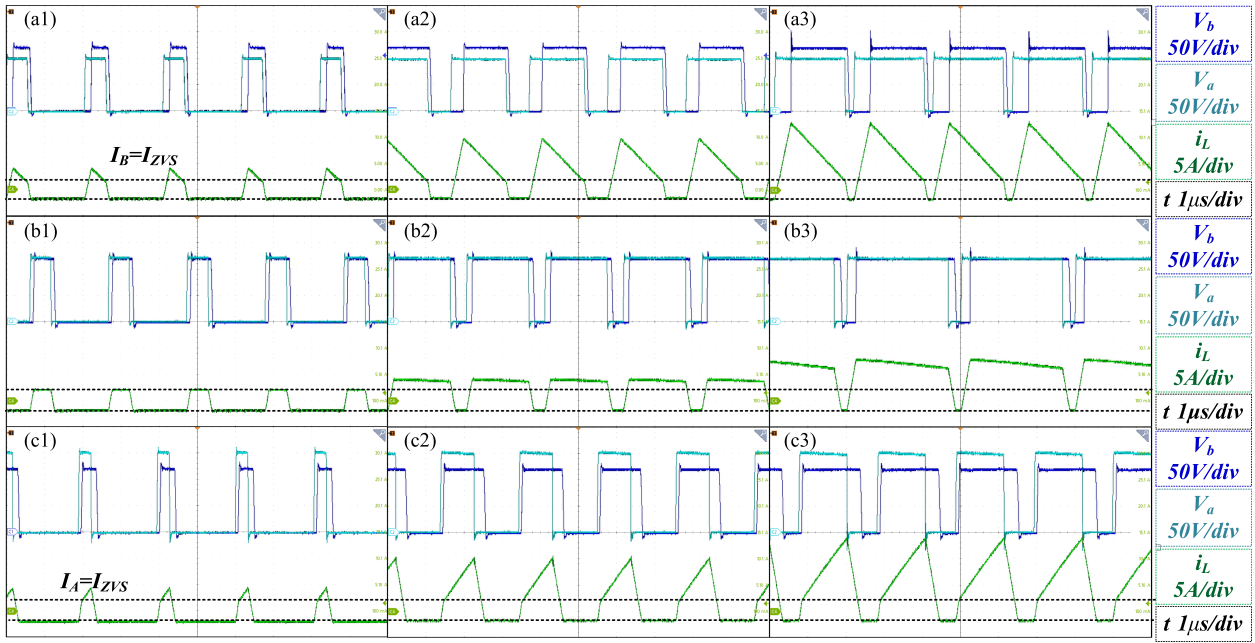 (a1)
(a2)
(a3)
I_B=I_ZVS
V_b
50V/div
V_a
50V/div
i_L
5A/div
t 1μs/div
(b1)
(b2)
(b3)
V_b
50V/div
V_a
50V/div
i_L
5A/div
t 1μs/div
(c1)
(c2)
(c3)
I_A=I_ZVS
V_b
50V/div
V_a
50V/div
i_L
5A/div
t 1μs/div